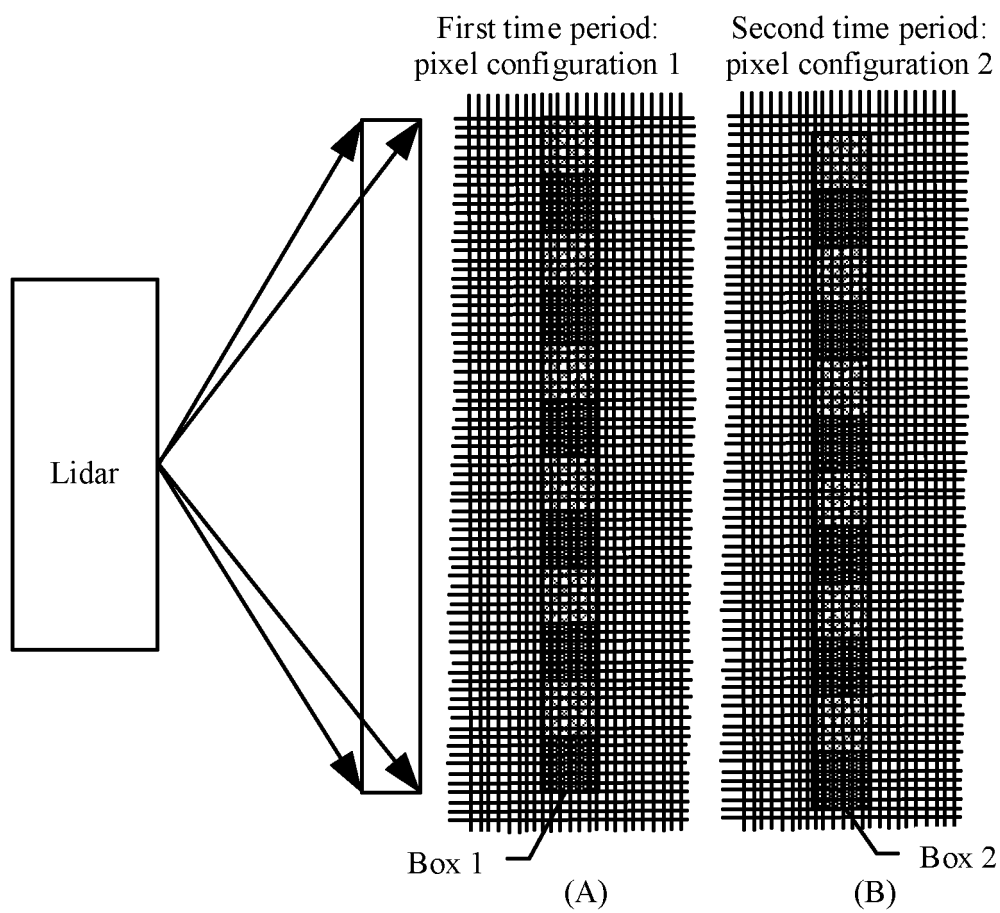 First time period:
pixel configuration 1
Second time period:
pixel configuration 2
Lidar
Box 1
Box 2
(A)
(B)